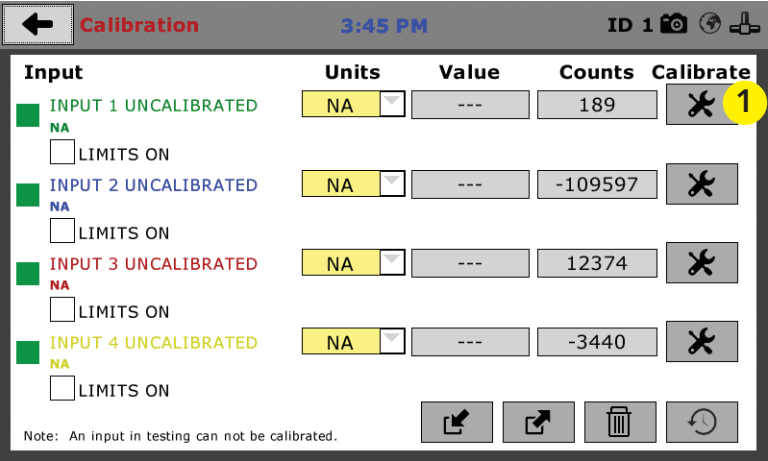 Calibration 3:45 PM ID 1
Input Units Value Counts Calibrate
INPUT 1 UNCALIBRATED NA --- 189 1
NA
LIMITS ON
INPUT 2 UNCALIBRATED NA --- -109597
NA
LIMITS ON
INPUT 3 UNCALIBRATED NA --- 12374
NA
LIMITS ON
INPUT 4 UNCALIBRATED NA --- -3440
NA
LIMITS ON
Note: An input in testing can not be calibrated.